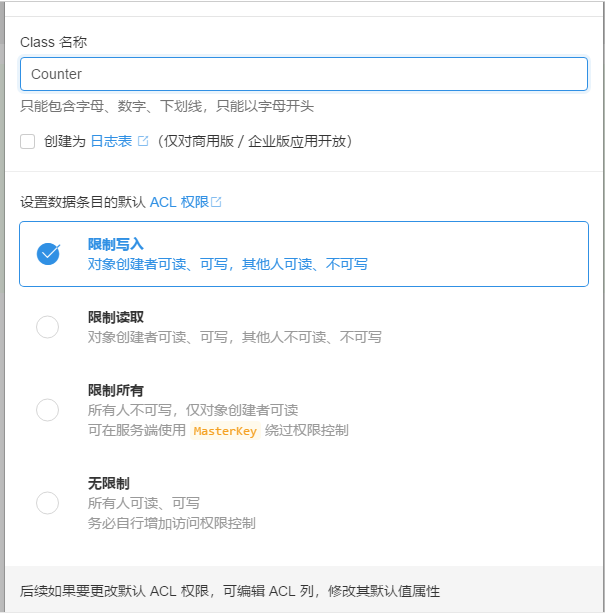 Class 名称
Counter
只能包含字母、数字、下划线，只能以字母开头
创建为 日志表（仅对商用版 / 企业版应用开放）
设置数据条目的默认 ACL 权限
限制写入
对象创建者可读、可写，其他人可读、不可写
限制读取
对象创建者可读、可写，其他人不可读、不可写
限制所有
所有人不可写，仅对象创建者可读
可在服务端使用 MasterKey 绕过权限控制
无限制
所有人可读、可写
务必自行增加访问权限控制
后续如果要更改默认 ACL 权限，可编辑 ACL 列，修改其默认值属性